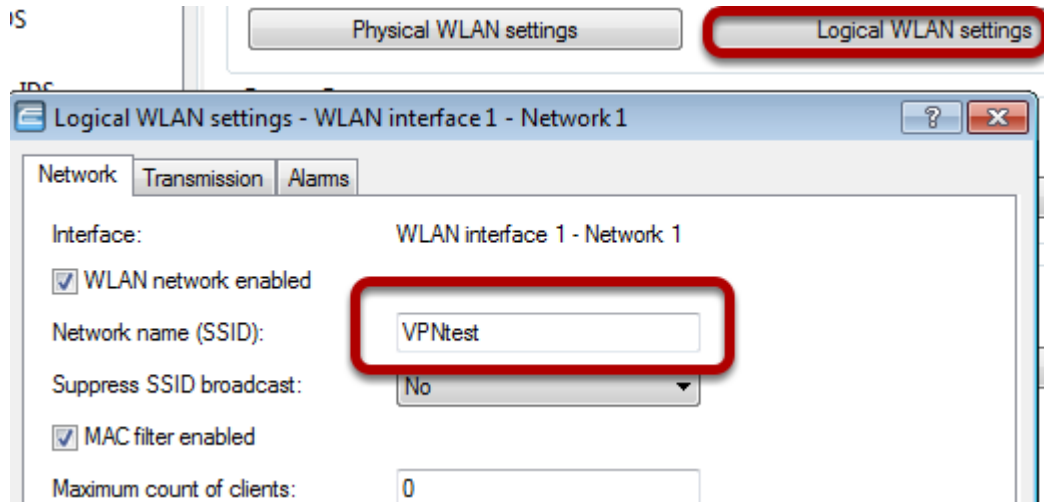 Physical WLAN settings
Logical WLAN settings
Logical WLAN settings - WLAN interface 1 - Network 1
Network
Transmission
Alarms
Interface:
WLAN interface 1 - Network 1
WLAN network enabled
Network name (SSID):
VPNtest
Suppress SSID broadcast:
No
MAC filter enabled
Maximum count of clients:
0